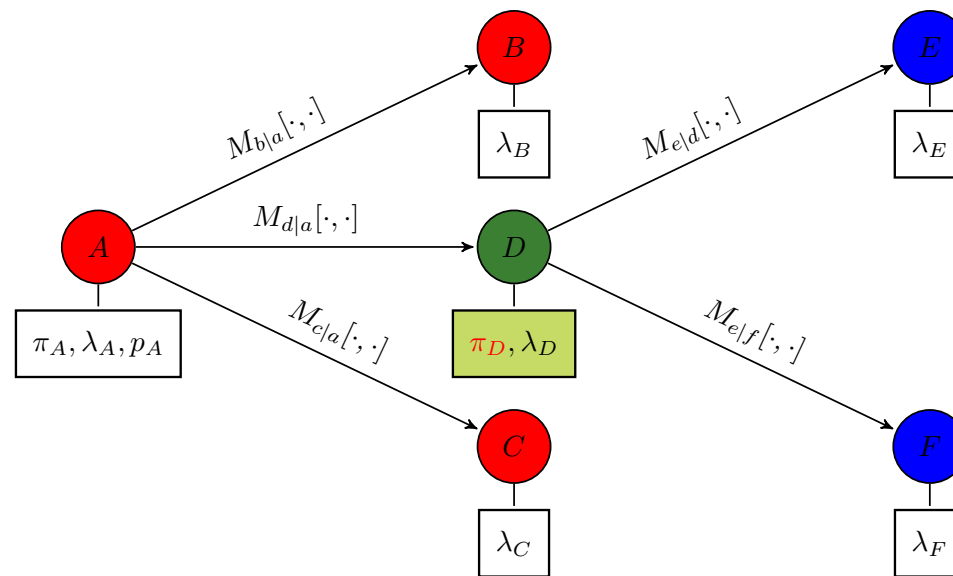 B
E
M_{b|a}[·,·]
M_{e|d}[·,·]
λ_B
λ_E
M_{d|a}[·,·]
A
D
M_{c|a}[·,·]
M_{e|f}[·,·]
π_A, λ_A, p_A
π_D, λ_D
C
F
λ_C
λ_F